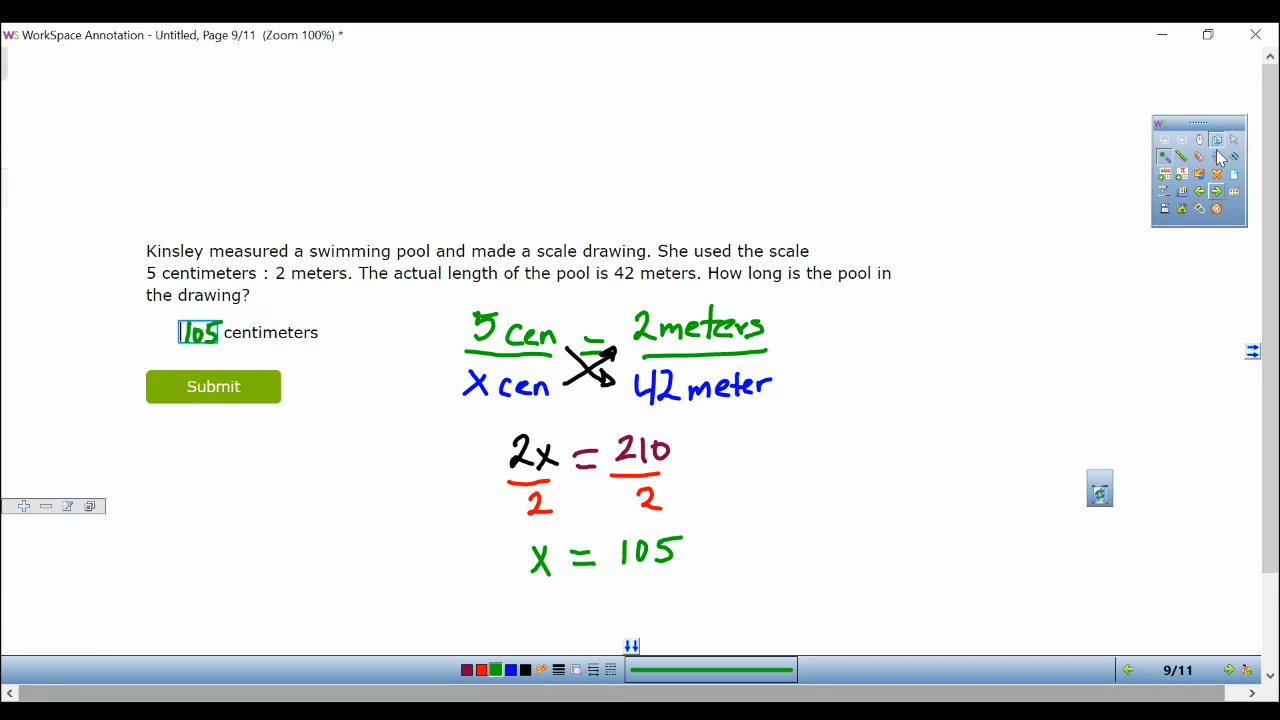 WS WorkSpace Annotation - Untitled, Page 9/11 (Zoom 100%) *
WS
Kinsley measured a swimming pool and made a scale drawing. She used the scale
5 centimeters : 2 meters. The actual length of the pool is 42 meters. How long is the pool in
the drawing?
105 centimeters
Submit
5 cen = 2 meters
x cen 42 meter
2x = 210
2 2
x = 105
9/11